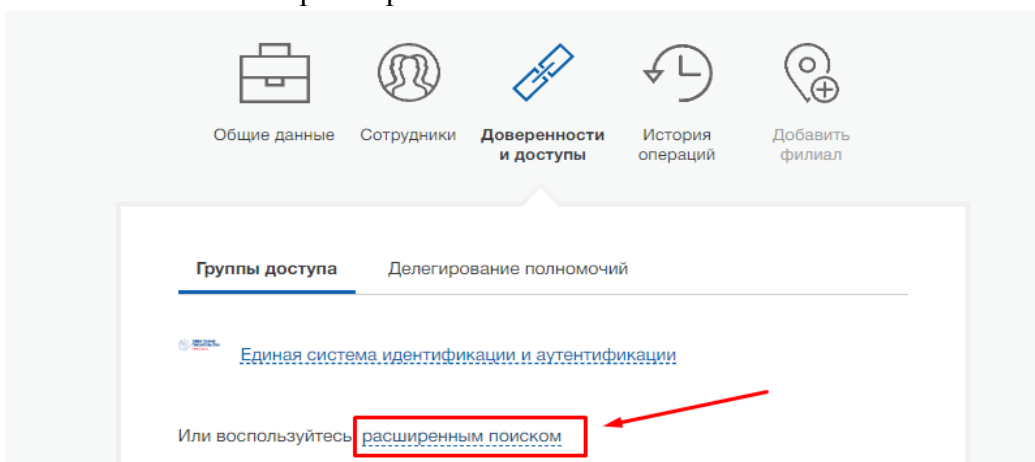 Общие данные
Сотрудники
Доверенности
и доступы
История
операций
Добавить
филиал
Группы доступа
Делегирование полномочий
Единая система идентификации и аутентификации
Или воспользуйтесь расширенным поиском